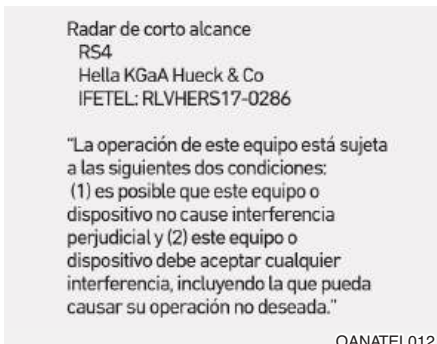 Radar de corto alcance
RS4
Hella KGaA Hueck & Co
IFETEL: RLVHERS17-0286
"La operación de este equipo está sujeta
a las siguientes dos condiciones:
(1) es posible que este equipo o
dispositivo no cause interferencia
perjudicial y (2) este equipo o
dispositivo debe aceptar cualquier
interferencia, incluyendo la que pueda
causar su operación no deseada."
OANATEL012